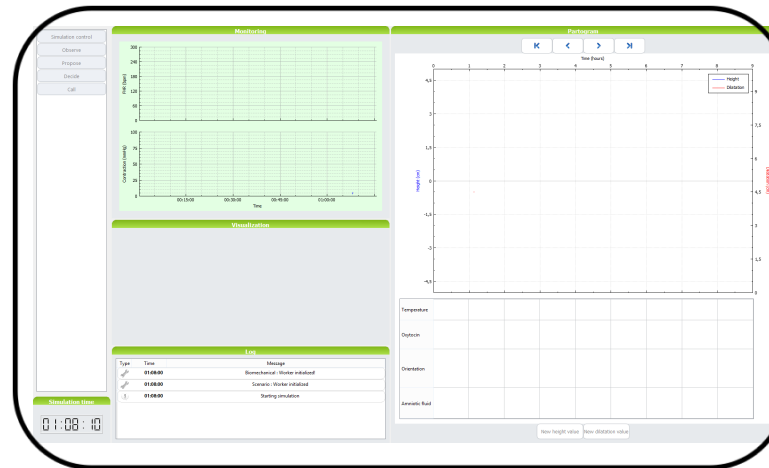 Simulation control
Observe
Propose
Decide
Call
Simulation time
01:08:10
Monitoring
300
240
180
120
60
0
FHR (bpm)
100
75
50
25
0
Contraction (mmHg)
00:15:00 00:30:00 00:45:00 01:00:00
Time
Visualization
Log
Type Time Message
01:08:00 Biomechanical : Worker initialized!
01:08:00 Scenario : Worker initialized
01:08:00 Starting simulation
Partogram
Time (hours)
0 1 2 3 4 5 6 7 8 9
Height
Dilatation
4,5
3
1,5
0
-1,5
-3
-4,5
Height (cm)
9
7,5
6
4,5
3
1,5
0
Temperature
Oxytocin
Orientation
Amniotic fluid
New height value New dilatation value